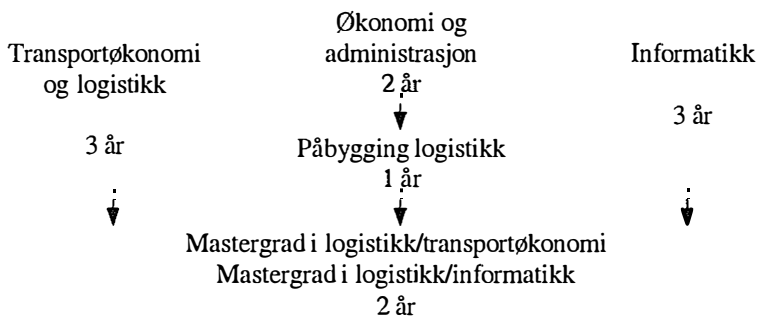 Transportøkonomi
og logistikk
3 år
Økonomi og
administrasjon
2 år
Påbygging logistikk
1 år
Informatikk
3 år
Mastergrad i logistikk/transportøkonomi
Mastergrad i logistikk/informatikk
2 år